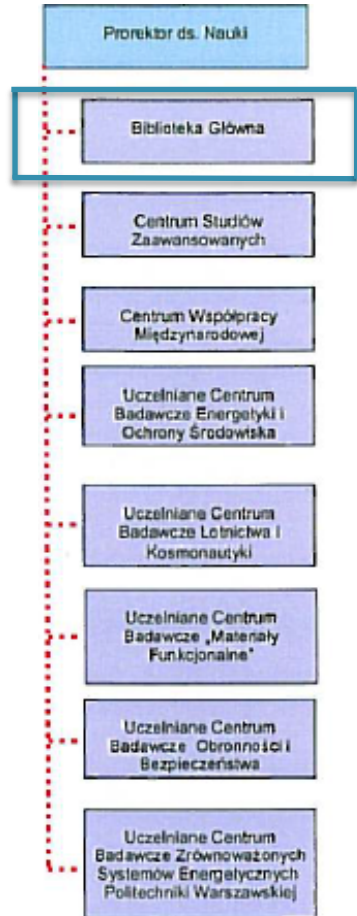 Prorektor ds. Nauki
Biblioteka Główna
Centrum Studiów
Zaawansowanych
Centrum Współpracy
Międzynarodowej
Uczelniane Centrum
Badawcze Energetyki i
Ochrony Środowiska
Uczelniane Centrum
Badawcze Lotnictwa i
Kosmonautyki
Uczelniane Centrum
Badawcze „Materiały
Funkcjonalne"
Uczelniane Centrum
Badawcze Obronności i
Bezpieczeństwa
Uczelniane Centrum
Badawcze Zrównoważonych
Systemów Energetycznych
Politechniki Warszawskiej